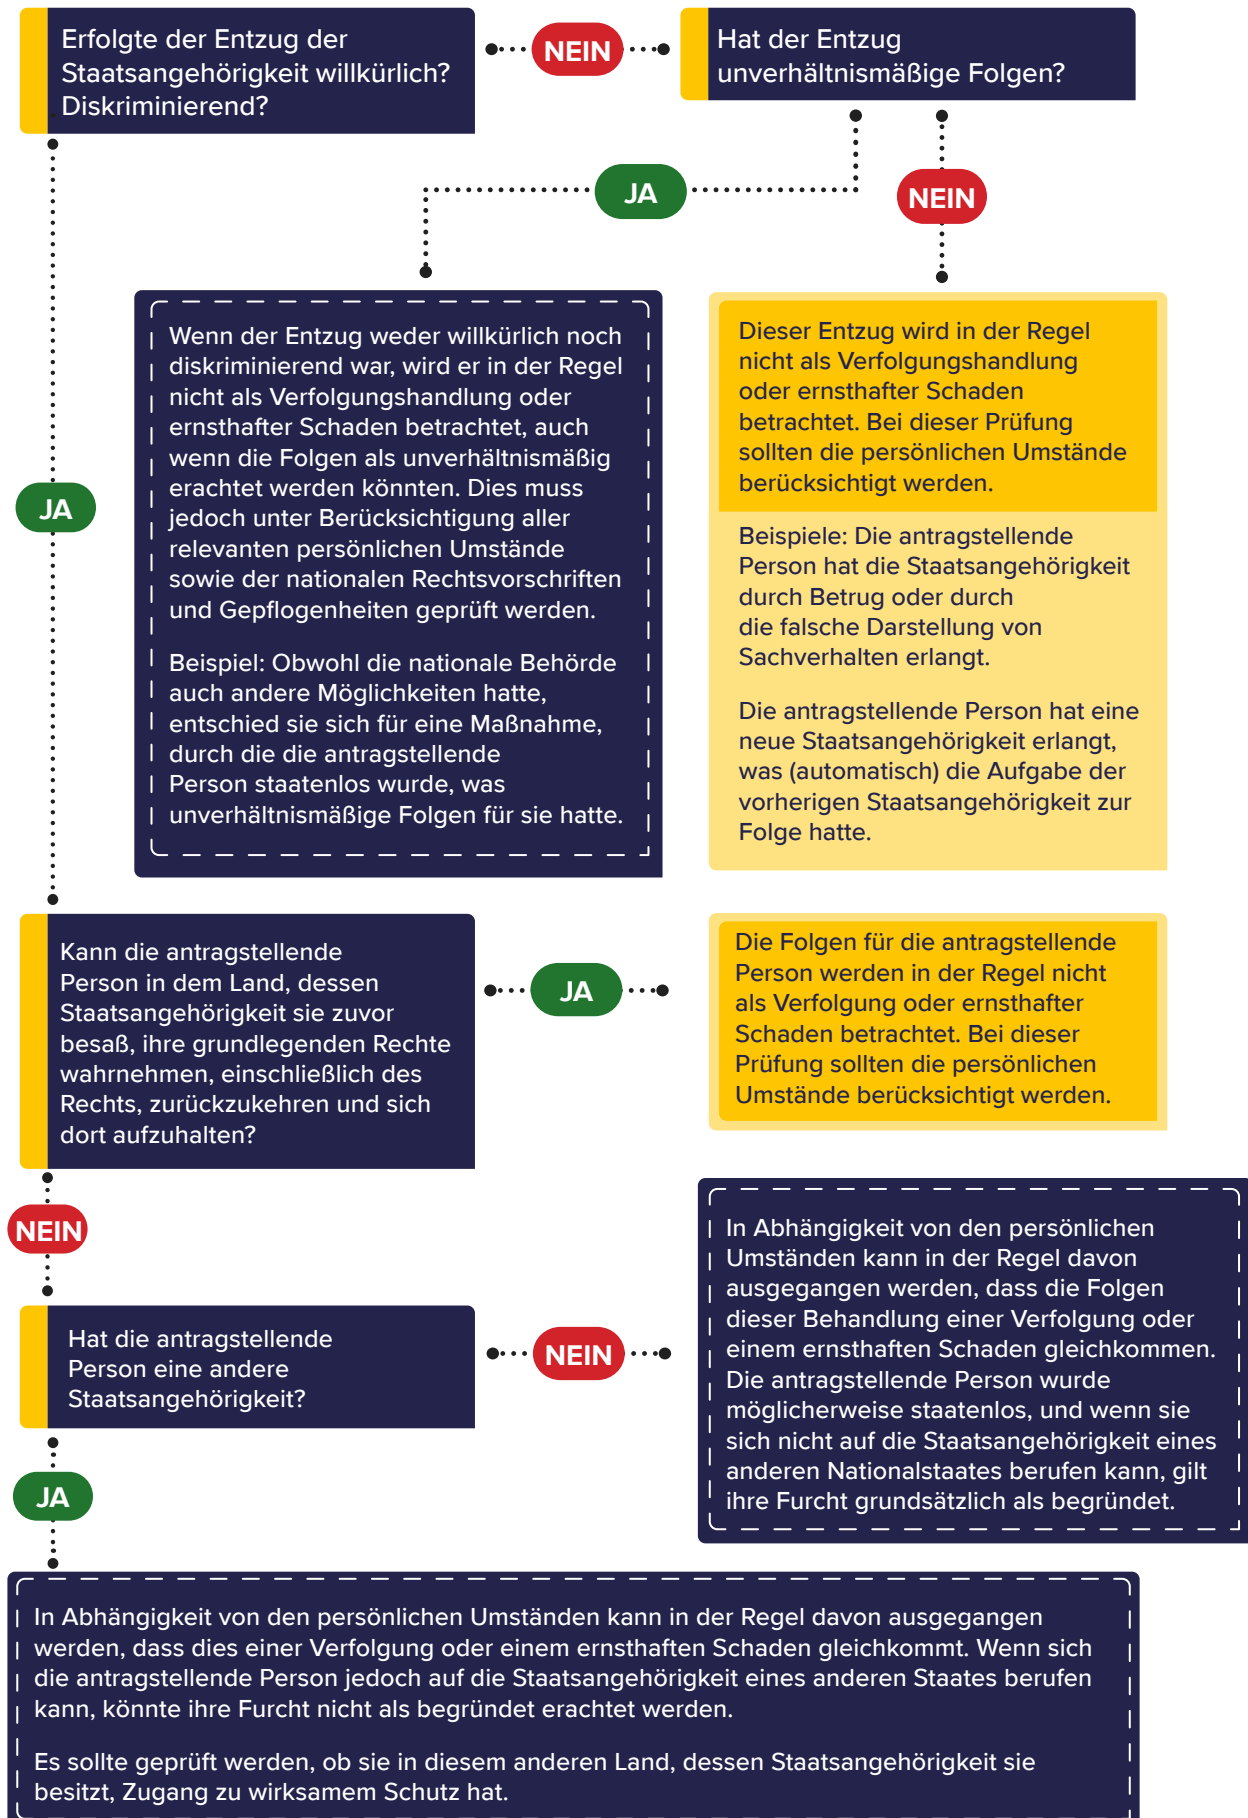 Erfolgte der Entzug der
Staatsangehörigkeit willkürlich?
Diskriminierend?
NEIN
Hat der Entzug
unverhältnismäßige Folgen?
JA
NEIN
Wenn der Entzug weder willkürlich noch
diskriminierend war, wird er in der Regel
nicht als Verfolgungshandlung oder
ernsthafter Schaden betrachtet, auch
wenn die Folgen als unverhältnismäßig
erachtet werden könnten. Dies muss
jedoch unter Berücksichtigung aller
relevanten persönlichen Umstände
sowie der nationalen Rechtsvorschriften
und Gepflogenheiten geprüft werden.
Beispiel: Obwohl die nationale Behörde
auch andere Möglichkeiten hatte,
entschied sie sich für eine Maßnahme,
durch die die antragstellende
Person staatenlos wurde, was
unverhältnismäßige Folgen für sie hatte.
Dieser Entzug wird in der Regel
nicht als Verfolgungshandlung
oder ernsthafter Schaden
betrachtet. Bei dieser Prüfung
sollten die persönlichen Umstände
berücksichtigt werden.
Beispiele: Die antragstellende
Person hat die Staatsangehörigkeit
durch Betrug oder durch
die falsche Darstellung von
Sachverhalten erlangt.
Die antragstellende Person hat eine
neue Staatsangehörigkeit erlangt,
was (automatisch) die Aufgabe der
vorherigen Staatsangehörigkeit zur
Folge hatte.
JA
Kann die antragstellende
Person in dem Land, dessen
Staatsangehörigkeit sie zuvor
besaß, ihre grundlegenden Rechte
wahrnehmen, einschließlich des
Rechts, zurückzukehren und sich
dort aufzuhalten?
JA
Die Folgen für die antragstellende
Person werden in der Regel nicht
als Verfolgung oder ernsthafter
Schaden betrachtet. Bei dieser
Prüfung sollten die persönlichen
Umstände berücksichtigt werden.
NEIN
Hat die antragstellende
Person eine andere
Staatsangehörigkeit?
NEIN
In Abhängigkeit von den persönlichen
Umständen kann in der Regel davon
ausgegangen werden, dass die Folgen
dieser Behandlung einer Verfolgung oder
einem ernsthaften Schaden gleichkommen.
Die antragstellende Person wurde
möglicherweise staatenlos, und wenn sie
sich nicht auf die Staatsangehörigkeit eines
anderen Nationalstaates berufen kann, gilt
ihre Furcht grundsätzlich als begründet.
JA
In Abhängigkeit von den persönlichen Umständen kann in der Regel davon ausgegangen
werden, dass dies einer Verfolgung oder einem ernsthaften Schaden gleichkommt. Wenn sich
die antragstellende Person jedoch auf die Staatsangehörigkeit eines anderen Staates berufen
kann, könnte ihre Furcht nicht als begründet erachtet werden.
Es sollte geprüft werden, ob sie in diesem anderen Land, dessen Staatsangehörigkeit sie
besitzt, Zugang zu wirksamem Schutz hat.